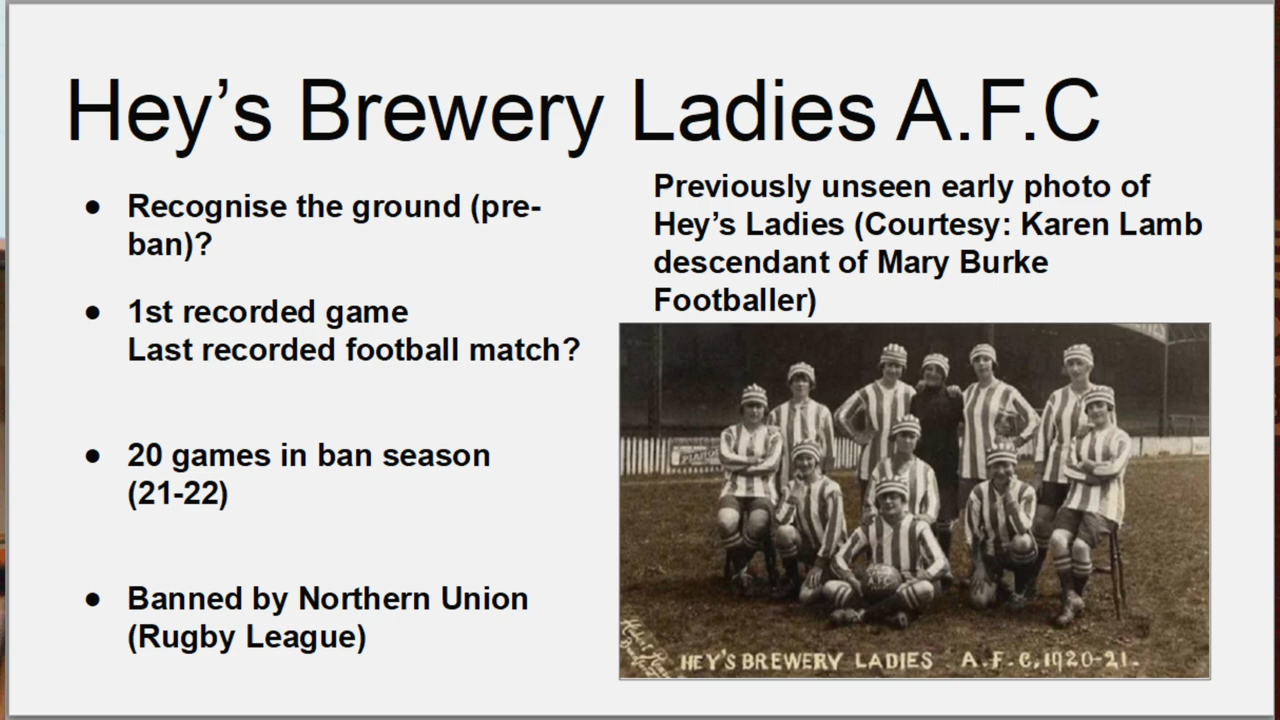 Hey’s Brewery Ladies A.F.C
Recognise the ground (pre-
ban)?
1st recorded game
Last recorded football match?
20 games in ban season
(21-22)
Banned by Northern Union
(Rugby League)
Previously unseen early photo of
Hey’s Ladies (Courtesy: Karen Lamb
descendant of Mary Burke
Footballer)
HEY'S BREWERY LADIES A.F.C. 1920-21.